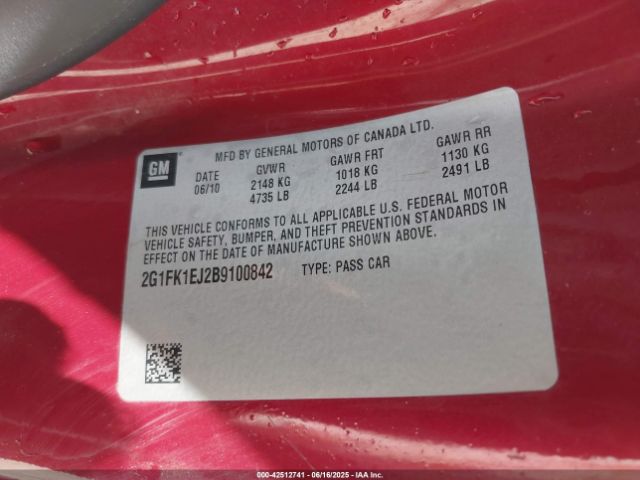 GM
MFD BY GENERAL MOTORS OF CANADA LTD.
DATE GVWR GAWR FRT GAWR RR
06/10 2148 KG 1018 KG 1130 KG
4735 LB 2244 LB 2491 LB
THIS VEHICLE CONFORMS TO ALL APPLICABLE U.S. FEDERAL MOTOR
VEHICLE SAFETY, BUMPER, AND THEFT PREVENTION STANDARDS IN
EFFECT ON THE DATE OF MANUFACTURE SHOWN ABOVE.
2G1FK1EJ2B9100842 TYPE: PASS CAR
000-42512741 - 06/16/2025 - IAA Inc.